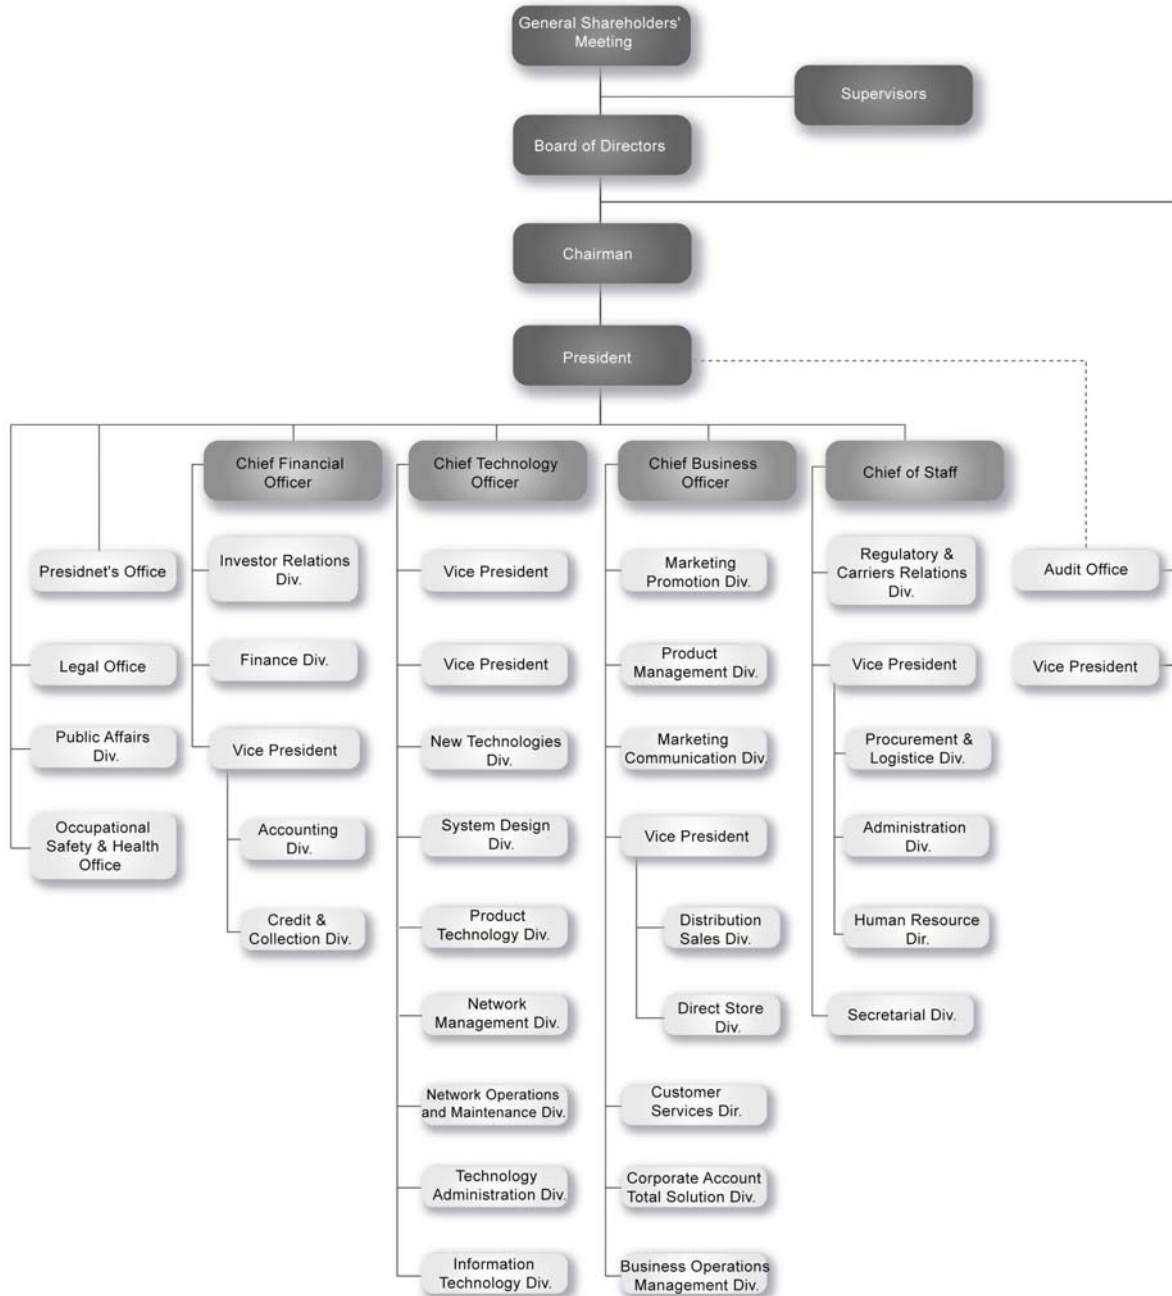 General Shareholders'
Meeting
Supervisors
Board of Directors
Chairman
President
Chief Financial
Officer
Chief Technology
Officer
Chief Business
Officer
Chief of Staff
Presidnet's Office
Legal Office
Public Affairs
Div.
Occupational
Safety & Health
Office
Investor Relations
Div.
Finance Div.
Vice President
Accounting
Div.
Credit &
Collection Div.
Vice President
Vice President
New Technologies
Div.
System Design
Div.
Product
Technology Div.
Network
Management Div.
Network Operations
and Maintenance Div.
Technology
Administration Div.
Information
Technology Div.
Marketing
Promotion Div.
Product
Management Div.
Marketing
Communication Div.
Vice President
Distribution
Sales Div.
Direct Store
Div.
Customer
Services Dir.
Corporate Account
Total Solution Div.
Business Operations
Management Div.
Regulatory &
Carriers Relations
Div.
Vice President
Procurement &
Logistice Div.
Administration
Div.
Human Resource
Dir.
Secretarial Div.
Audit Office
Vice President